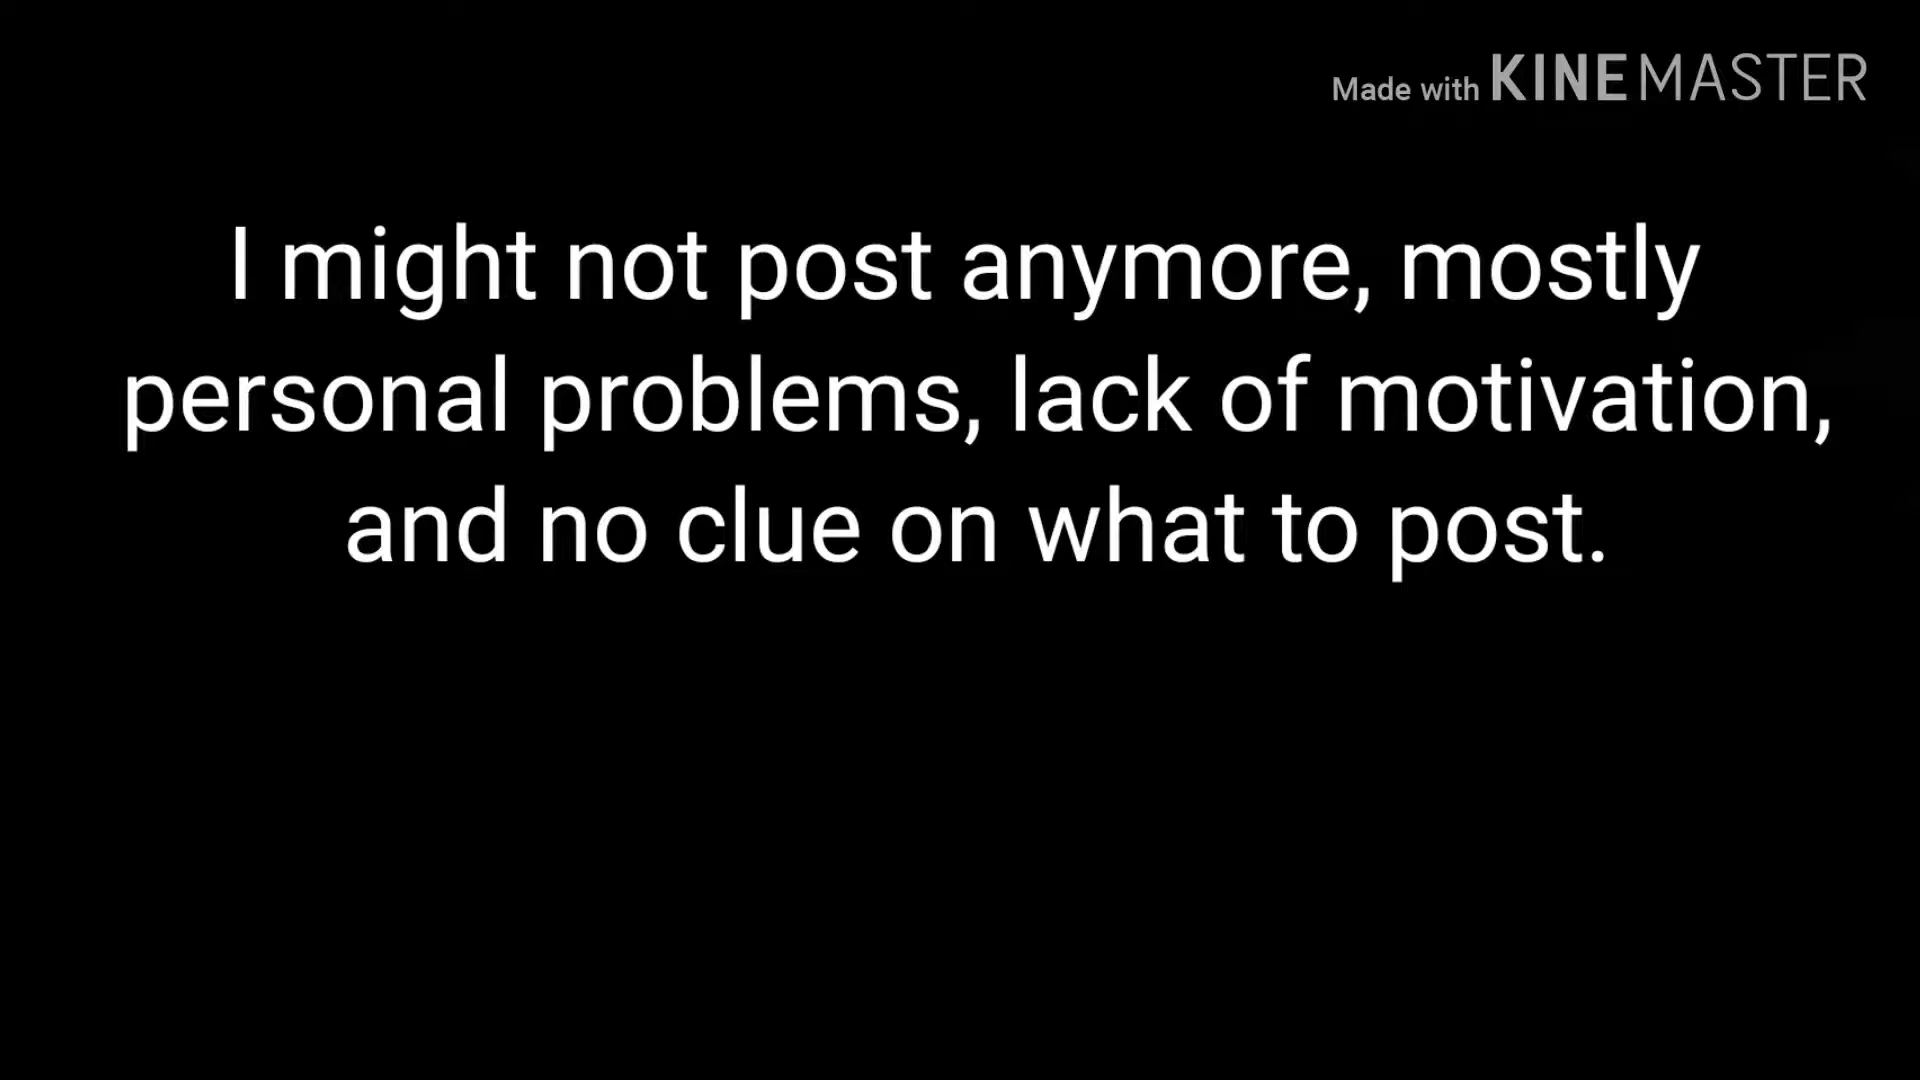 Made with KINEMASTER
I might not post anymore, mostly
personal problems, lack of motivation,
and no clue on what to post.